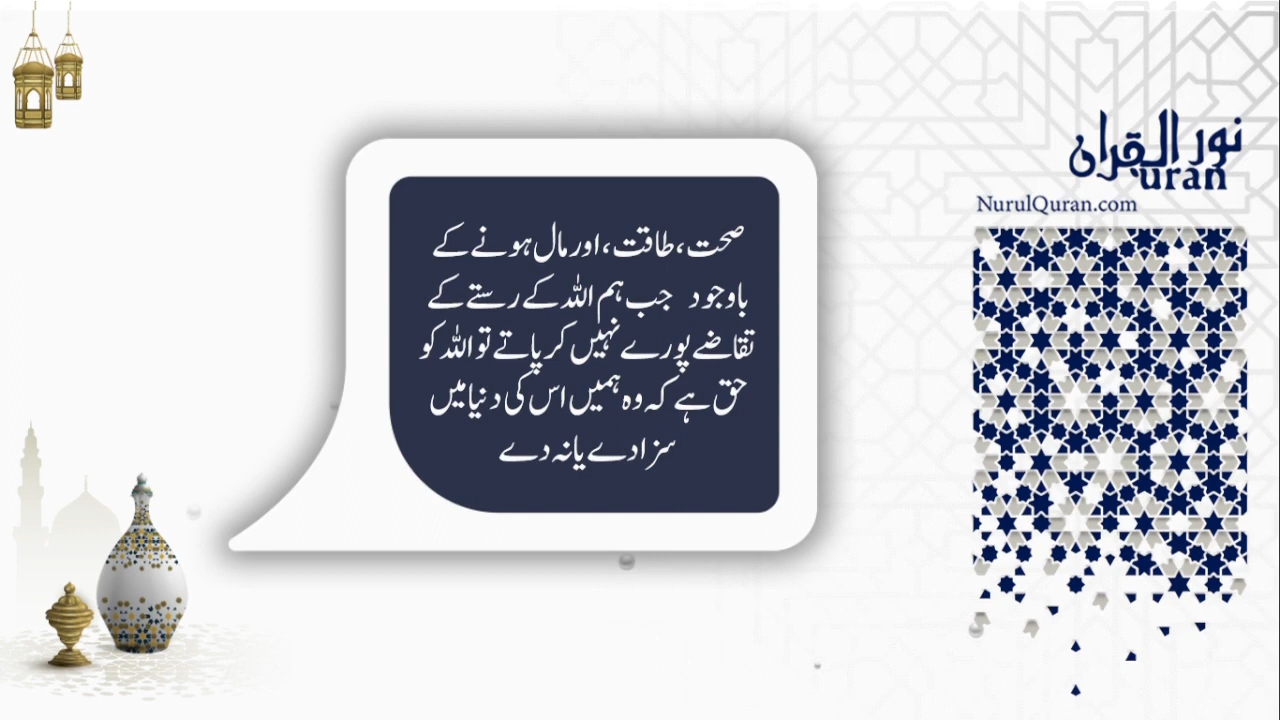 نور القرآن
uran
NurulQuran.com
صحت، طاقت، اور مال ہونے کے
باوجود جب ہم اللہ کے رستے کے
تقاضے پورے نہیں کر پاتے تو اللہ کو
حق ہے کہ وہ ہمیں اس کی دنیا میں
سزا دے یا نہ دے